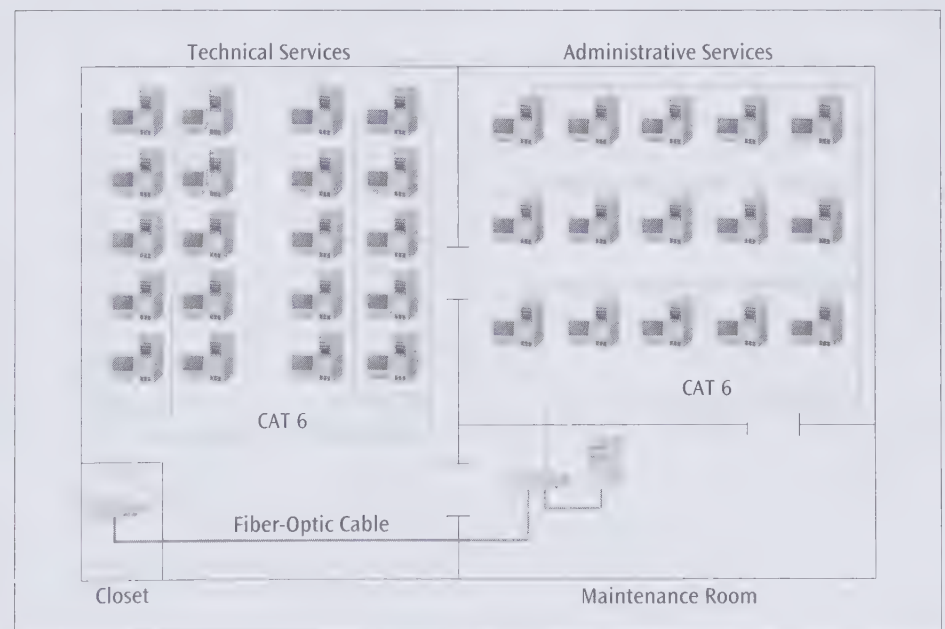 Technical Services
Administrative Services
CAT 6
CAT 6
Fiber-Optic Cable
Closet
Maintenance Room